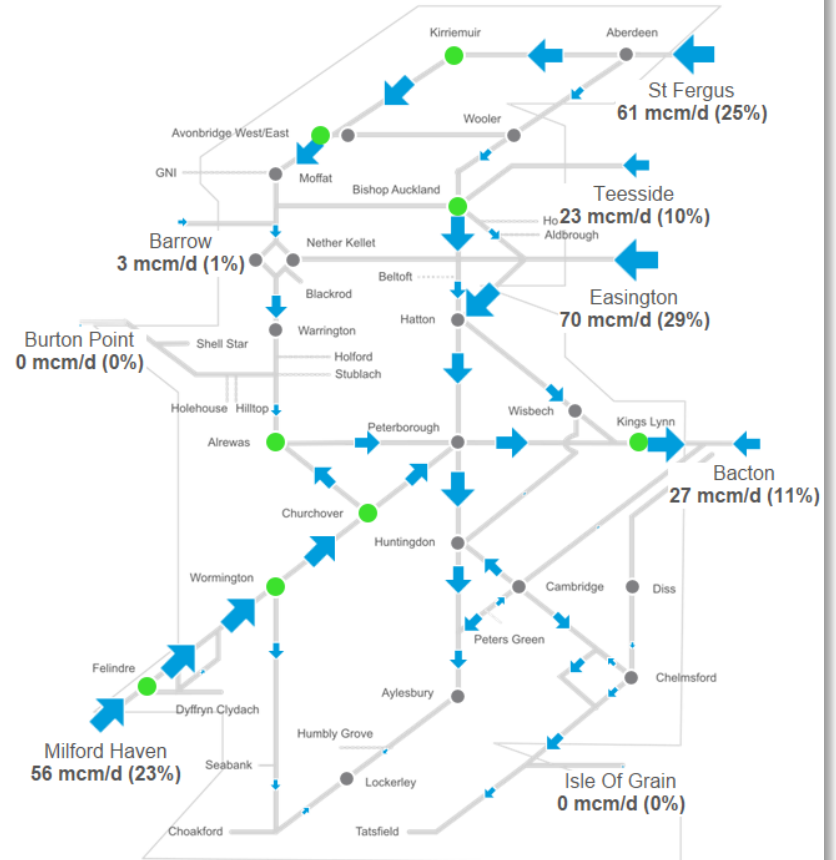 Kirriemuir
Aberdeen
St Fergus
61 mcm/d (25%)
Wooler
Avonbridge West/East
GNI
Moffat
Bishop Auckland
Teesside
Ho
23 mcm/d (10%)
Aldbrough
Barrow
3 mcm/d (1%)
Nether Kellet
Beltoft
Blackrod
Easington
70 mcm/d (29%)
Hatton
Warrington
Burton Point
0 mcm/d (0%)
Shell Star
Holford
Stublach
Holehouse
Hilltop
Wisbech
Kings Lynn
Peterborough
Alrewas
Bacton
27 mcm/d (11%)
Churchover
Huntingdon
Wormington
Cambridge
Diss
Peters Green
Felindre
Chelmsford
Dyffryn Clydach
Aylesbury
Milford Haven
56 mcm/d (23%)
Humbly Grove
Seabank
Lockerley
Isle Of Grain
0 mcm/d (0%)
Choakford
Tatsfield